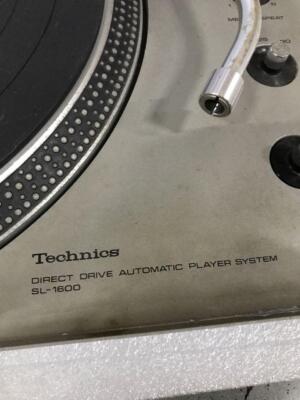 Technics
DIRECT DRIVE AUTOMATIC PLAYER SYSTEM
SL-1600